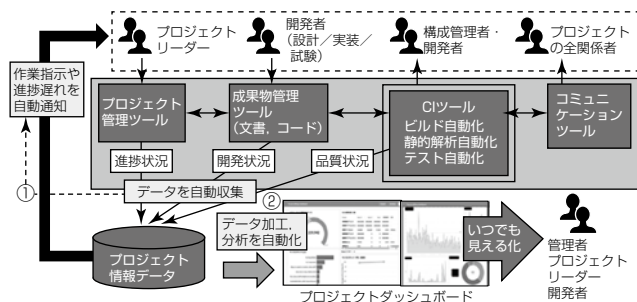 プロジェクト
リーダー
開発者
(設計/実装/
試験)
構成管理者・
開発者
プロジェクト
の全関係者
作業指示や
進捗遅れを
自動通知
プロジェクト
管理ツール
成果物管理
ツール
(文書,コード)
CIツール
ビルド自動化
静的解析自動化
テスト自動化
コミュニ
ケーション
ツール
進捗状況
開発状況
品質状況
①
データを自動収集
②
プロジェクト
情報データ
データ加工,
分析を自動化
いつでも
見える化
管理者
プロジェクト
リーダー
開発者
プロジェクトダッシュボード